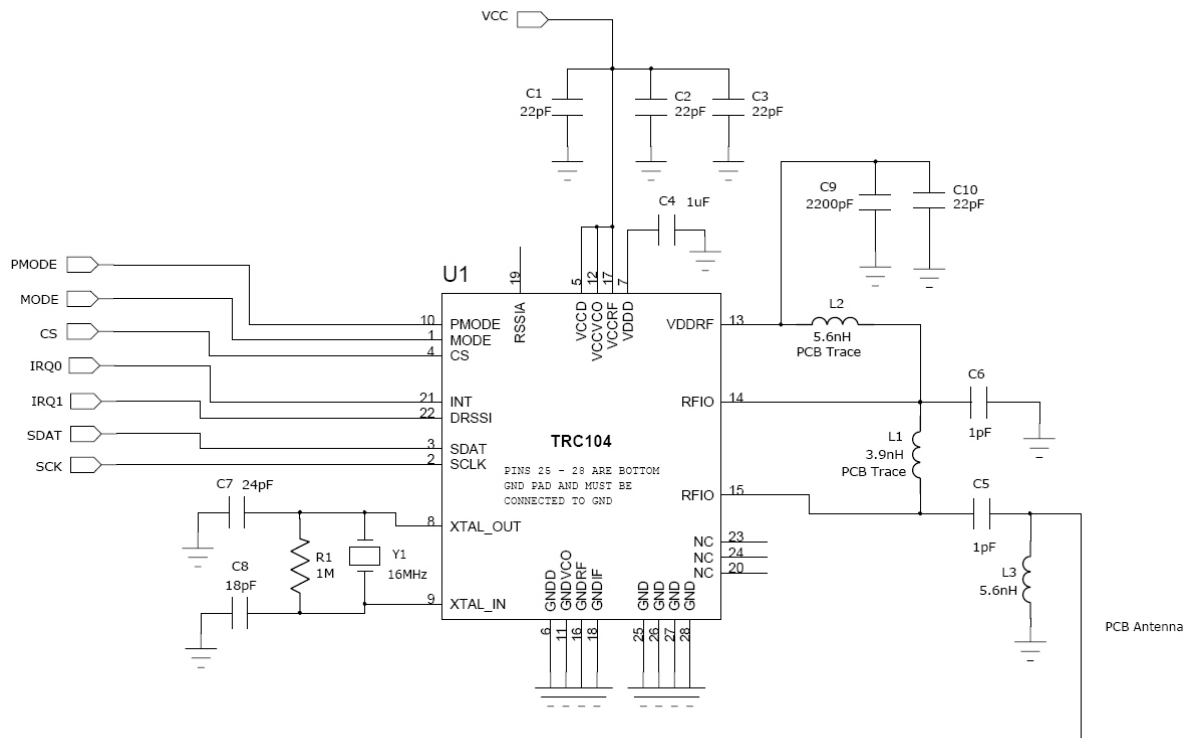 VCC
C1
22pF
C2
22pF
C3
22pF
C4 1uF
C9
2200pF
C10
22pF
PMODE
MODE
CS
IRQ0
IRQ1
SDAT
SCK
U1
19
RSSIA
5
VCCD
12
VCCVCO
17
VCCRF
7
VDDD
10 PMODE
1 MODE
4 CS
21 INT
22 DRSSI
3 SDAT
2 SCLK
8 XTAL_OUT
9 XTAL_IN
TRC104
PINS 25 - 28 ARE BOTTOM
GND PAD AND MUST BE
CONNECTED TO GND
VDDRF 13
RFIO 14
RFIO 15
NC 23
NC 24
NC 20
L2
5.6nH
PCB Trace
C6
1pF
L1
3.9nH
PCB Trace
C5
1pF
L3
5.6nH
PCB Antenna
C7 24pF
C8
18pF
R1
1M
Y1
16MHz
GNDD
6
GNDVCO
11
GNDRF
16
GNDIF
18
GND
25
GND
26
GND
27
GND
28